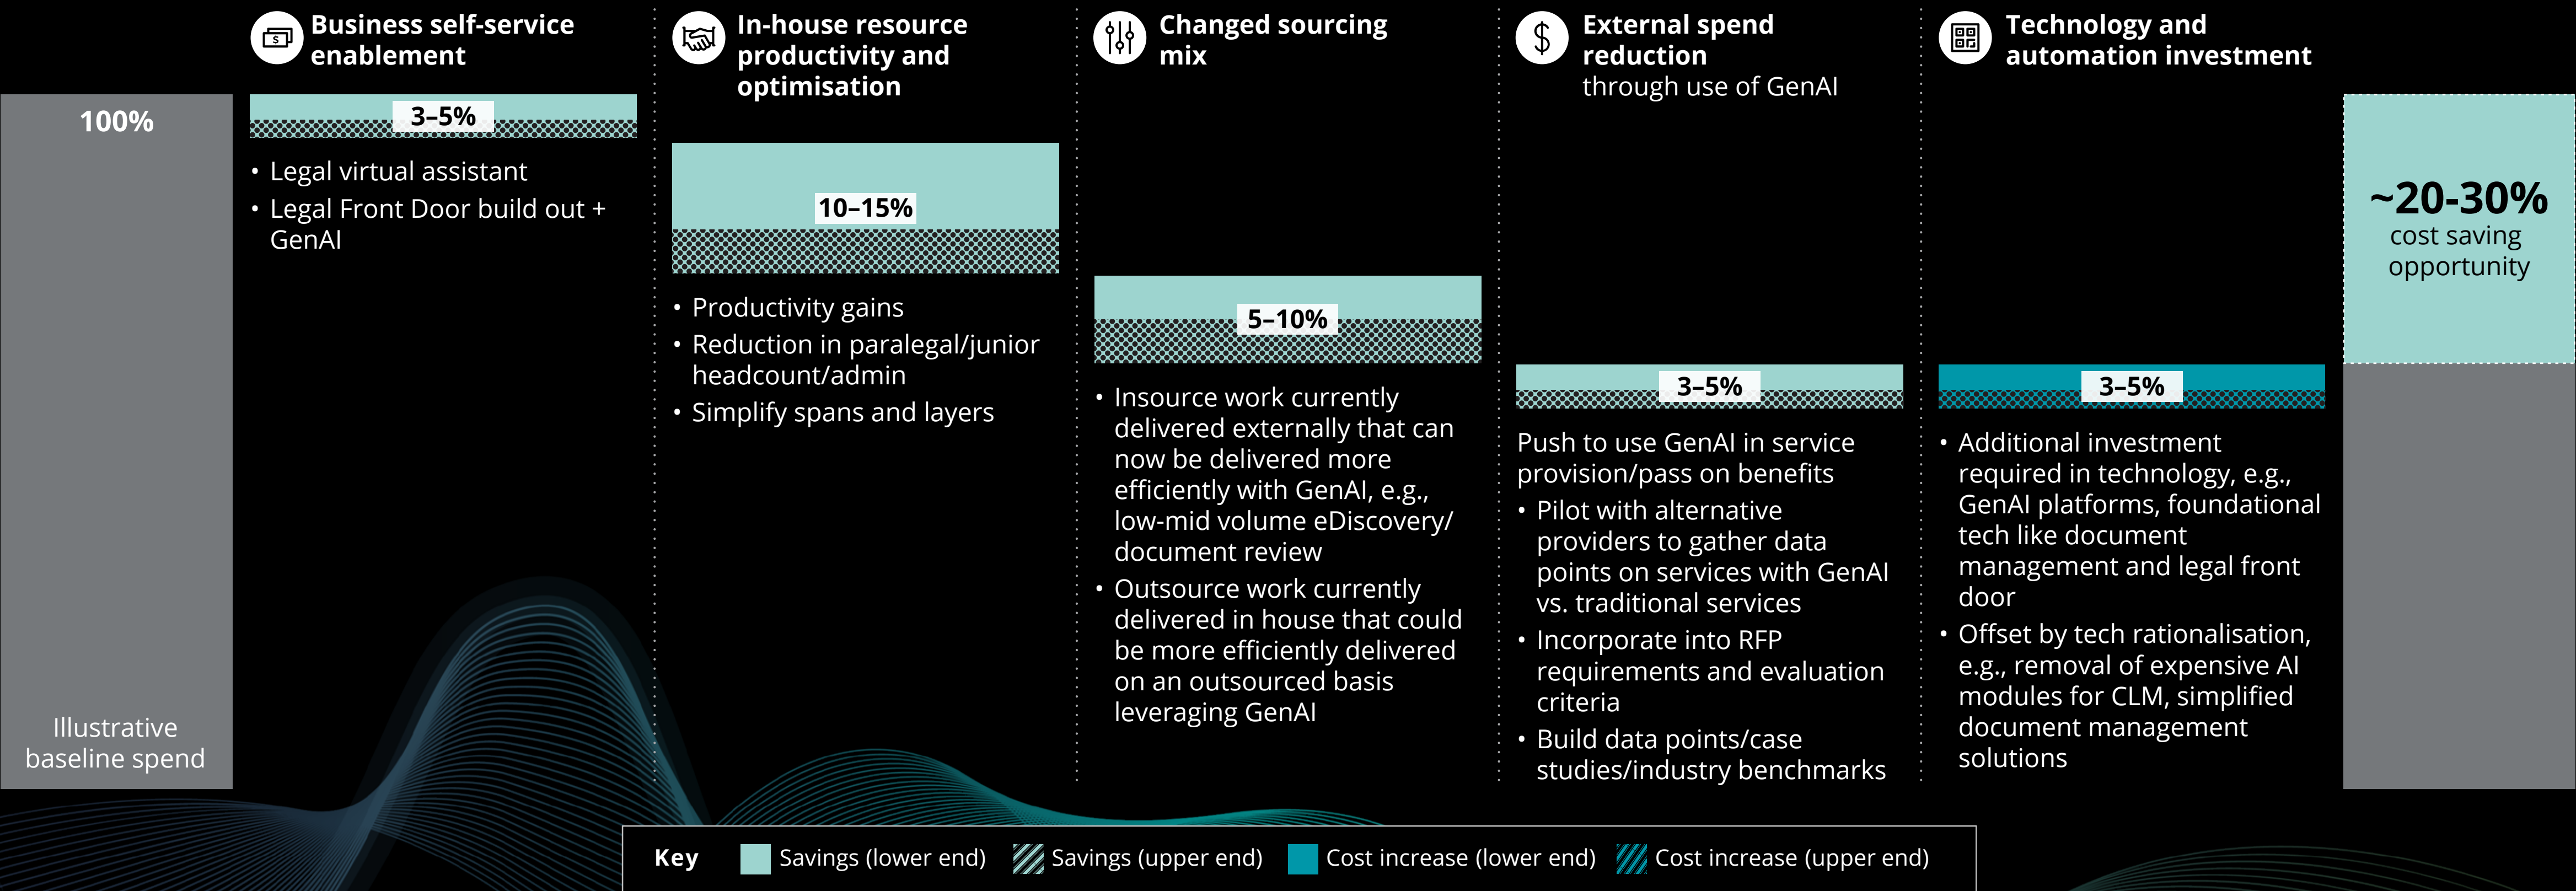 Business self-service
enablement
In-house resource
productivity and
optimisation
Changed sourcing
mix
External spend
reduction
through use of GenAI
Technology and
automation investment
100%
Illustrative
baseline spend
3–5%
• Legal virtual assistant
• Legal Front Door build out +
GenAI
10–15%
• Productivity gains
• Reduction in paralegal/junior
headcount/admin
• Simplify spans and layers
5–10%
• Insource work currently
delivered externally that can
now be delivered more
efficiently with GenAI, e.g.,
low-mid volume eDiscovery/
document review
• Outsource work currently
delivered in house that could
be more efficiently delivered
on an outsourced basis
leveraging GenAI
3–5%
Push to use GenAI in service
provision/pass on benefits
• Pilot with alternative
providers to gather data
points on services with GenAI
vs. traditional services
• Incorporate into RFP
requirements and evaluation
criteria
• Build data points/case
studies/industry benchmarks
3–5%
• Additional investment
required in technology, e.g.,
GenAI platforms, foundational
tech like document
management and legal front
door
• Offset by tech rationalisation,
e.g., removal of expensive AI
modules for CLM, simplified
document management
solutions
~20-30%
cost saving
opportunity
Key
Savings (lower end)
Savings (upper end)
Cost increase (lower end)
Cost increase (upper end)